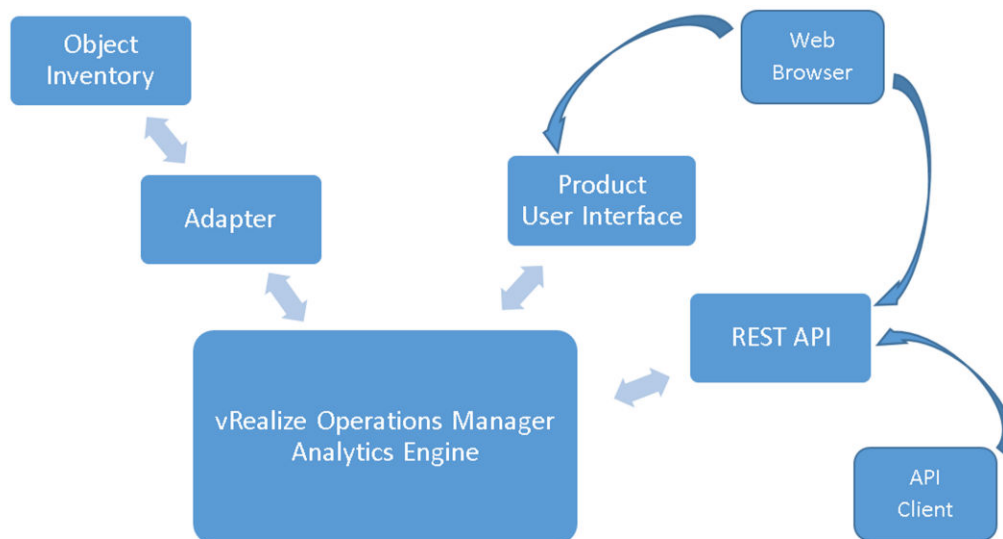 Object
Inventory
Web
Browser
Adapter
Product
User Interface
REST API
vRealize Operations Manager
Analytics Engine
API
Client